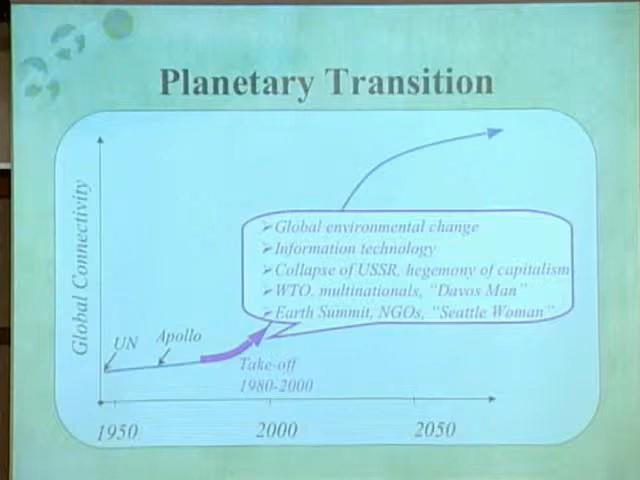 Planetary Transition
Global Connectivity
➢Global environmental change
➢Information technology
➢Collapse of USSR, hegemony of capitalism
➢WTO, multinationals, “Davos Man”
➢Earth Summit, NGOs, “Seattle Woman”
UN
Apollo
Take-off
1980-2000
1950
2000
2050